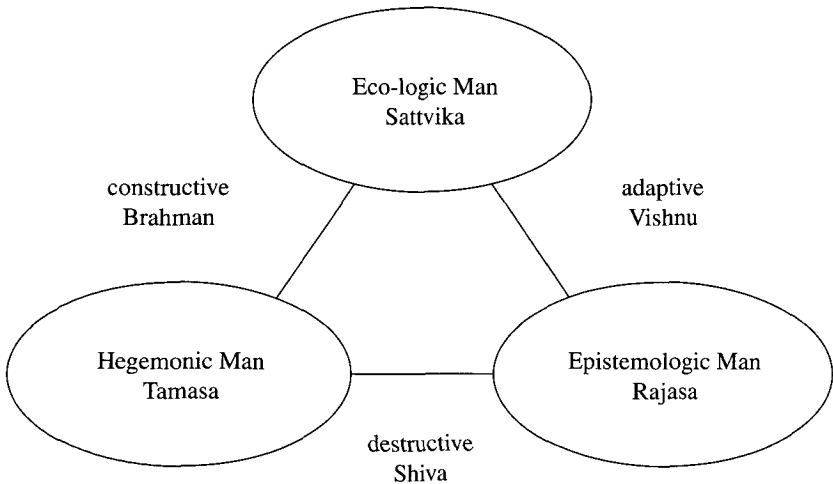 Eco-logic Man
Sattvika
constructive
Brahman
adaptive
Vishnu
Hegemonic Man
Tamasa
Epistemologic Man
Rajasa
destructive
Shiva